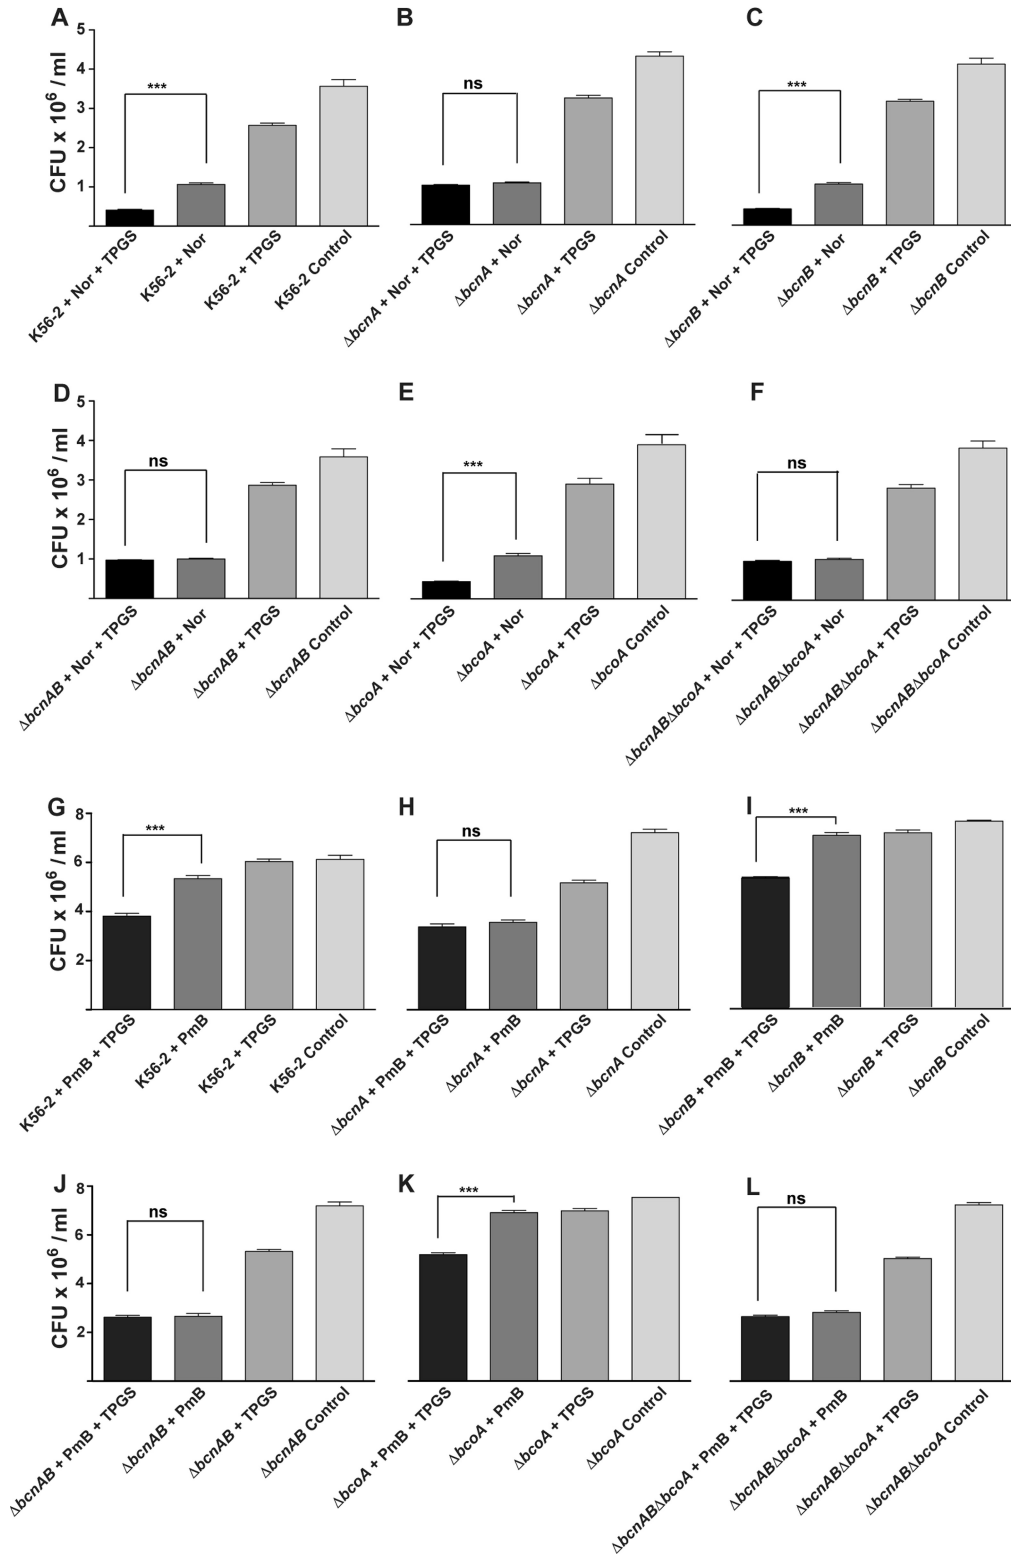 A
B
C
CFU x 10⁶ / ml
5
4
3
2
1
***
ns
***
K56-2 + Nor + TPGS
K56-2 + Nor
K56-2 + TPGS
K56-2 Control
ΔbcnA + Nor + TPGS
ΔbcnA + Nor
ΔbcnA + TPGS
ΔbcnA Control
ΔbcnB + Nor + TPGS
ΔbcnB + Nor
ΔbcnB + TPGS
ΔbcnB Control
D
E
F
CFU x 10⁶ / ml
5
4
3
2
1
ns
***
ns
ΔbcnAB + Nor + TPGS
ΔbcnAB + Nor
ΔbcnAB + TPGS
ΔbcnAB Control
ΔbcoA + Nor + TPGS
ΔbcoA + Nor
ΔbcoA + TPGS
ΔbcoA Control
ΔbcnABΔbcoA + Nor + TPGS
ΔbcnABΔbcoA + Nor
ΔbcnABΔbcoA + TPGS
ΔbcnABΔbcoA Control
G
H
I
CFU x 10⁶ / ml
8
6
4
2
***
ns
***
K56-2 + PmB + TPGS
K56-2 + PmB
K56-2 + TPGS
K56-2 Control
ΔbcnA + PmB + TPGS
ΔbcnA + PmB
ΔbcnA + TPGS
ΔbcnA Control
ΔbcnB + PmB + TPGS
ΔbcnB + PmB
ΔbcnB + TPGS
ΔbcnB Control
J
K
L
CFU x 10⁶ / ml
8
6
4
2
ns
***
ns
ΔbcnAB + PmB + TPGS
ΔbcnAB + PmB
ΔbcnAB + TPGS
ΔbcnAB Control
ΔbcoA + PmB + TPGS
ΔbcoA + PmB
ΔbcoA + TPGS
ΔbcoA Control
ΔbcnABΔbcoA + PmB + TPGS
ΔbcnABΔbcoA + PmB
ΔbcnABΔbcoA + TPGS
ΔbcnABΔbcoA Control